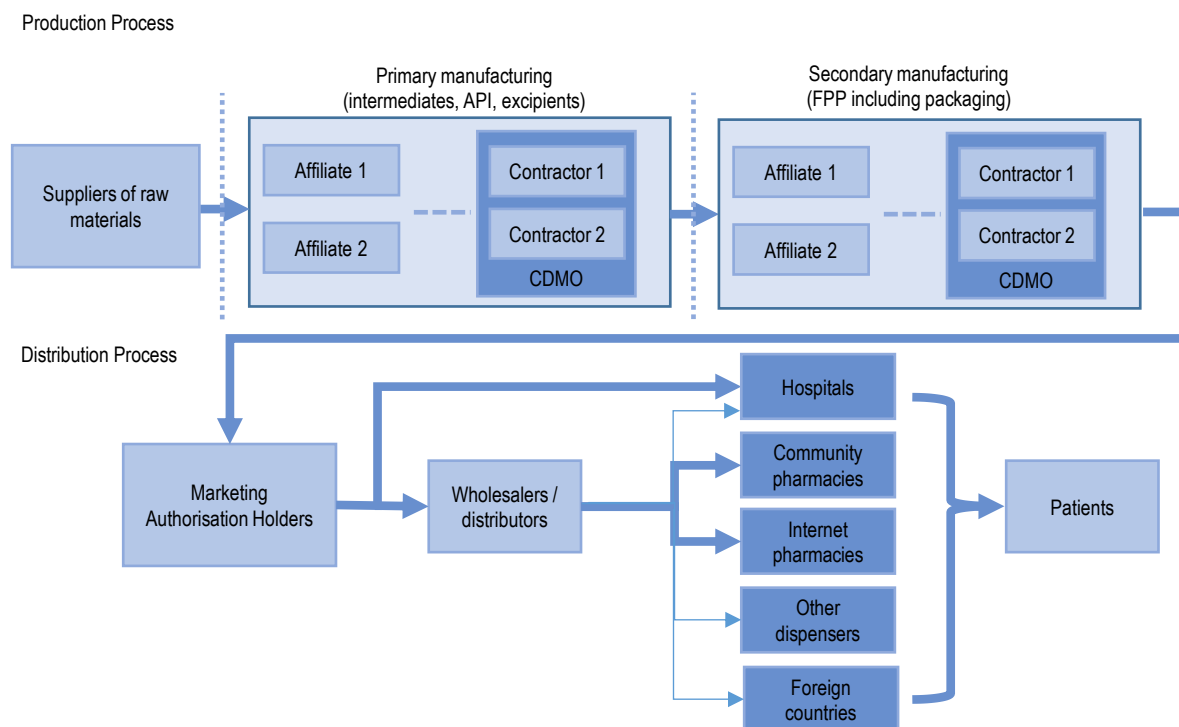 Production Process
Primary manufacturing
(intermediates, API, excipients)
Secondary manufacturing
(FPP including packaging)
Suppliers of raw
materials
Affiliate 1
Affiliate 2
Contractor 1
Contractor 2
CDMO
Affiliate 1
Affiliate 2
Contractor 1
Contractor 2
CDMO
Distribution Process
Marketing
Authorisation Holders
Wholesalers /
distributors
Hospitals
Community
pharmacies
Internet
pharmacies
Other
dispensers
Foreign
countries
Patients